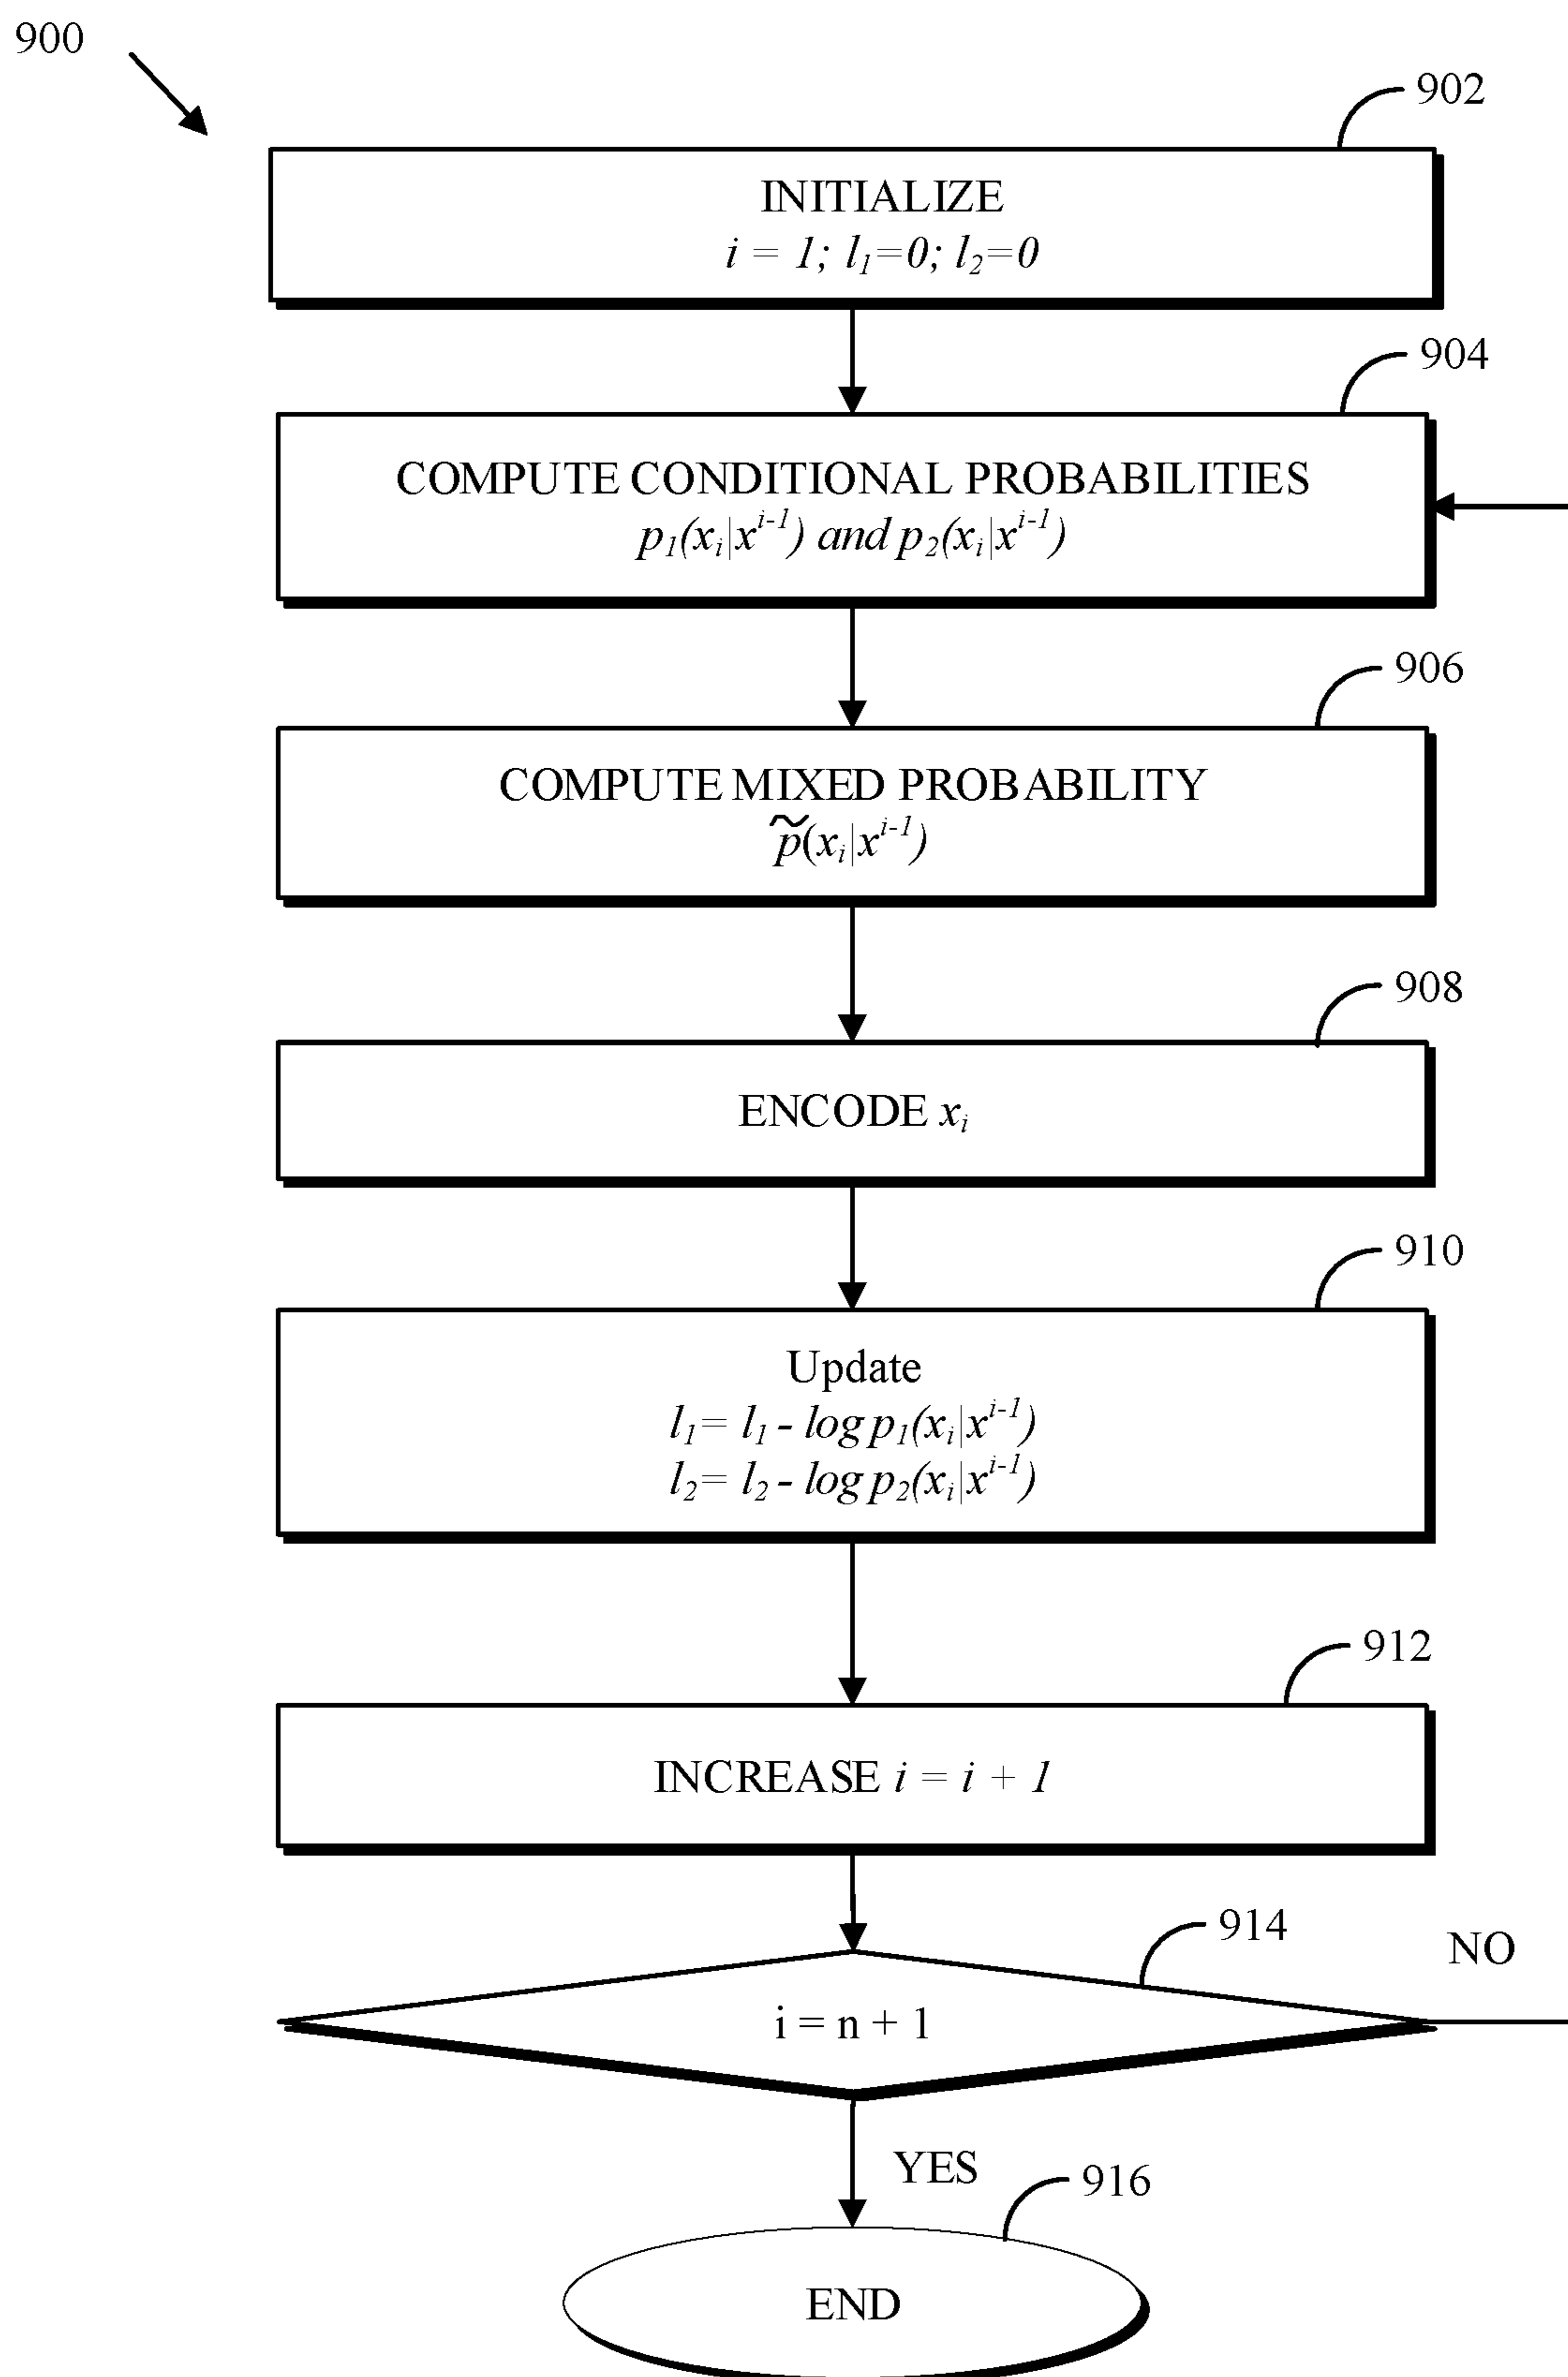 900
902
INITIALIZE
i = 1; l₁=0; l₂=0
904
COMPUTE CONDITIONAL PROBABILITIES
p₁(xᵢ|xⁱ⁻¹) and p₂(xᵢ|xⁱ⁻¹)
906
COMPUTE MIXED PROBABILITY
p̃(xᵢ|xⁱ⁻¹)
908
ENCODE xᵢ
910
Update
l₁= l₁ - log p₁(xᵢ|xⁱ⁻¹)
l₂= l₂ - log p₂(xᵢ|xⁱ⁻¹)
912
INCREASE i = i + 1
914
NO
i = n + 1
YES
916
END